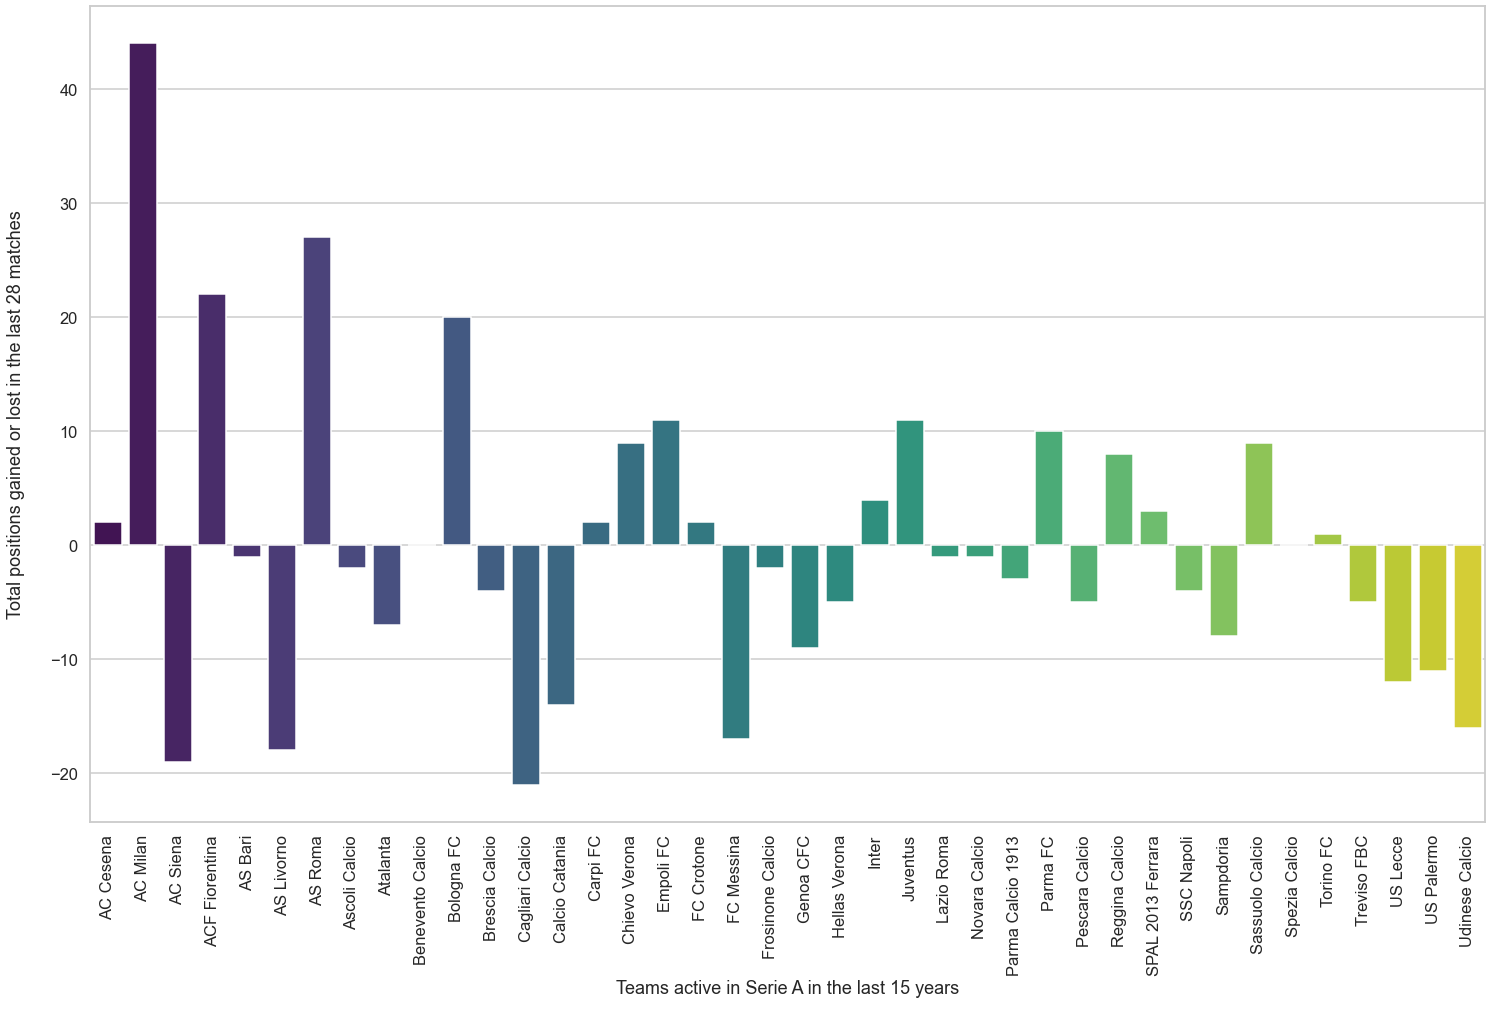 Total positions gained or lost in the last 28 matches
40
30
20
10
0
−10
−20
AC Cesena
AC Milan
AC Siena
ACF Fiorentina
AS Bari
AS Livorno
AS Roma
Ascoli Calcio
Atalanta
Benevento Calcio
Bologna FC
Brescia Calcio
Cagliari Calcio
Calcio Catania
Carpi FC
Chievo Verona
Empoli FC
FC Crotone
FC Messina
Frosinone Calcio
Genoa CFC
Hellas Verona
Inter
Juventus
Lazio Roma
Novara Calcio
Parma Calcio 1913
Parma FC
Pescara Calcio
Reggina Calcio
SPAL 2013 Ferrara
SSC Napoli
Sampdoria
Sassuolo Calcio
Spezia Calcio
Torino FC
Treviso FBC
US Lecce
US Palermo
Udinese Calcio
Teams active in Serie A in the last 15 years